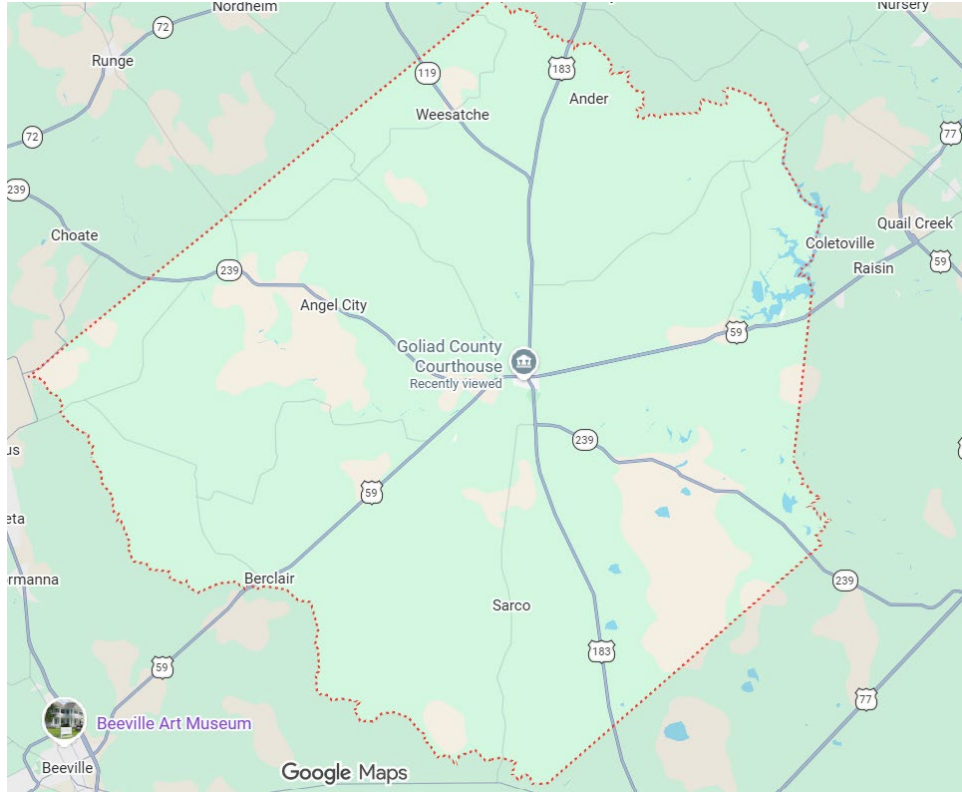 Nordheim
Nursery
72
Runge
119
183
Ander
Weesatche
72
77
239
Choate
Quail Creek
Coletoville
59
Raisin
239
Angel City
59
Goliad County
Courthouse
Recently viewed
us
239
59
eta
ermanna
Berclair
239
Sarco
183
59
77
Beeville Art Museum
Beeville
Google Maps